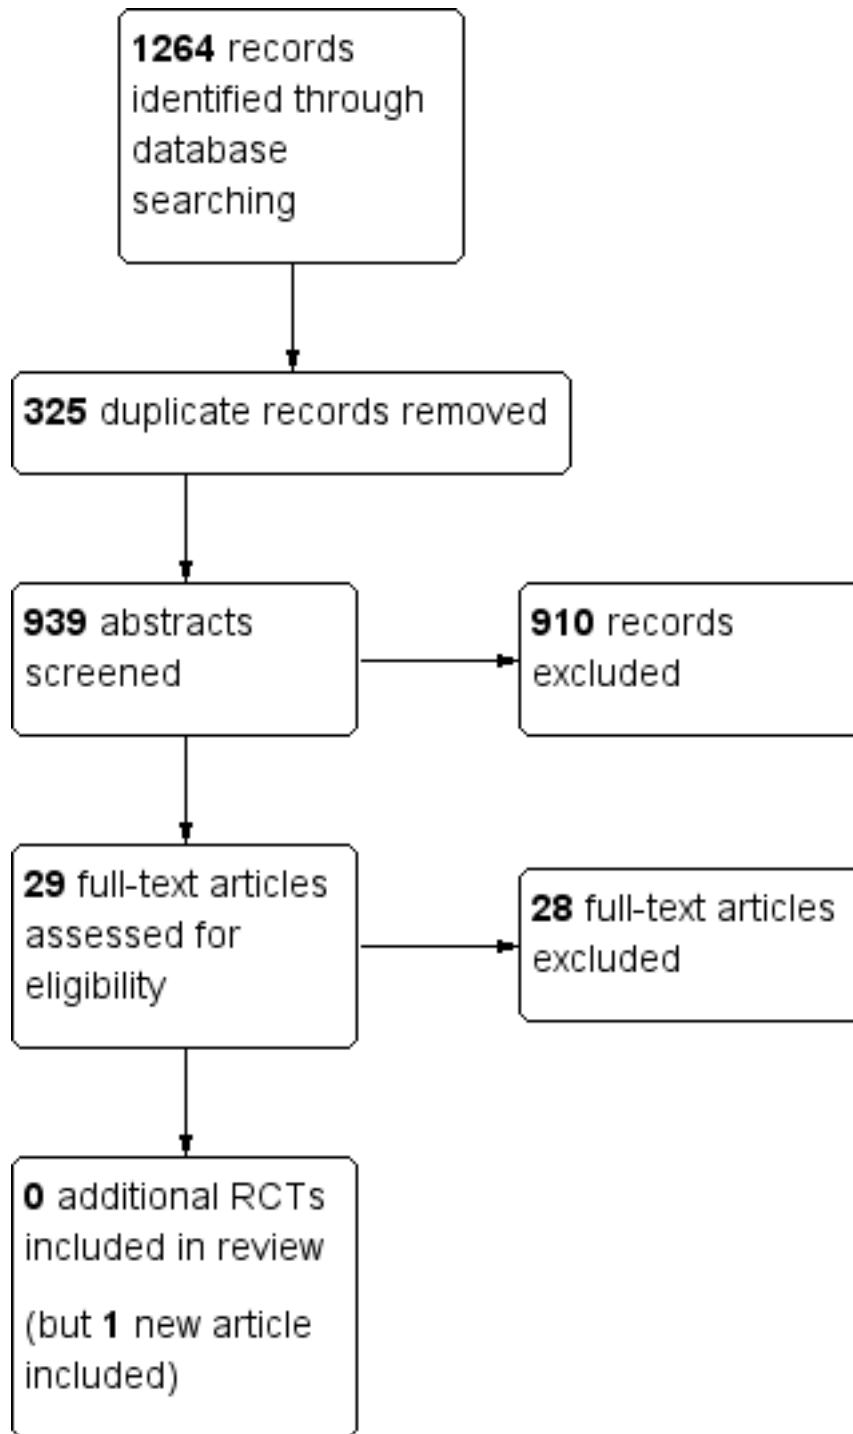 1264 records
identified through
database
searching
325 duplicate records removed
939 abstracts
screened
910 records
excluded
29 full-text articles
assessed for
eligibility
28 full-text articles
excluded
0 additional RCTs
included in review
(but 1 new article
included)